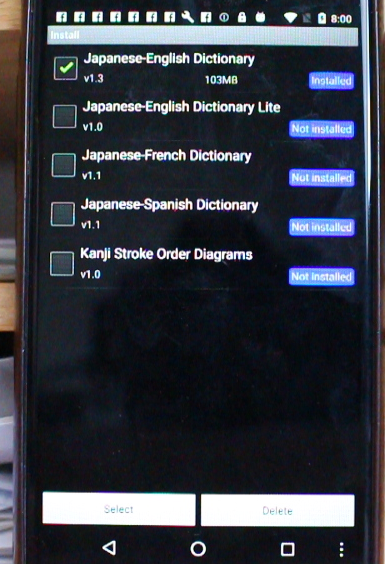 8:00
Install
Japanese-English Dictionary
v1.3 103MB Installed
Japanese-English Dictionary Lite
v1.0 Not installed
Japanese-French Dictionary
v1.1 Not installed
Japanese-Spanish Dictionary
v1.1 Not installed
Kanji Stroke Order Diagrams
v1.0 Not installed
Select Delete